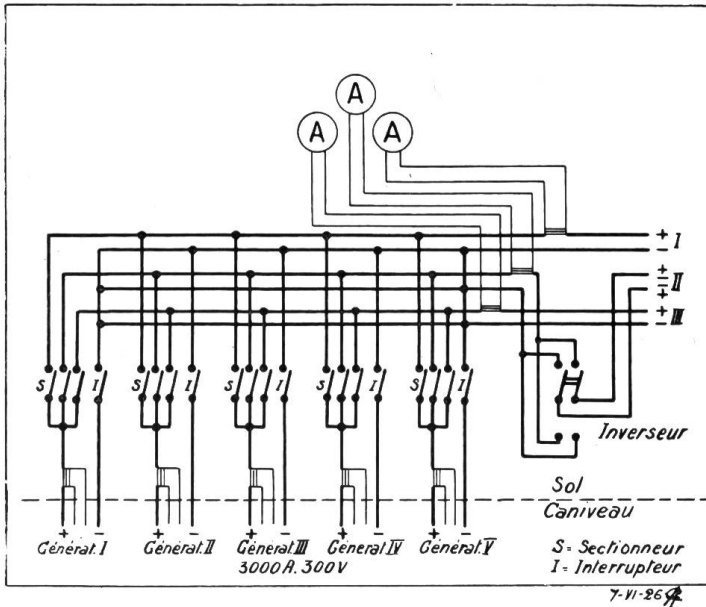 A
A
A
+ I
-
+ II
-
-
+
+ III
-
S I
S I
S I
S I
S I
Inverseur
Sol
Caniveau
+ - + - + - + - + -
Générat. I Générat. II Générat. III Générat. IV Générat. V
3000 A. 300 V
S = Sectionneur
I = Interrupteur
7-VI-26